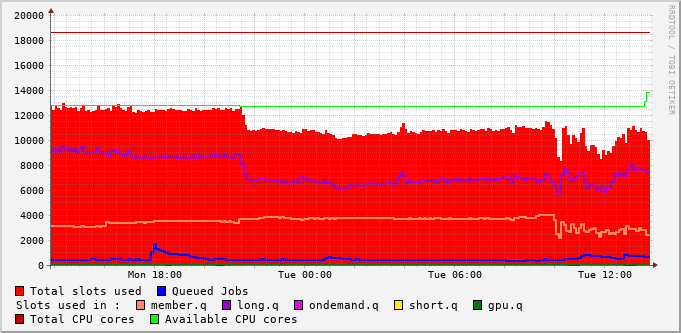 RRDTOOL / TOBI OETIKER
20000
18000
16000
14000
12000
10000
8000
6000
4000
2000
0
Mon 18:00 Tue 00:00 Tue 06:00 Tue 12:00
Total slots used Queued Jobs
Slots used in : member.q long.q ondemand.q short.q gpu.q
Total CPU cores Available CPU cores